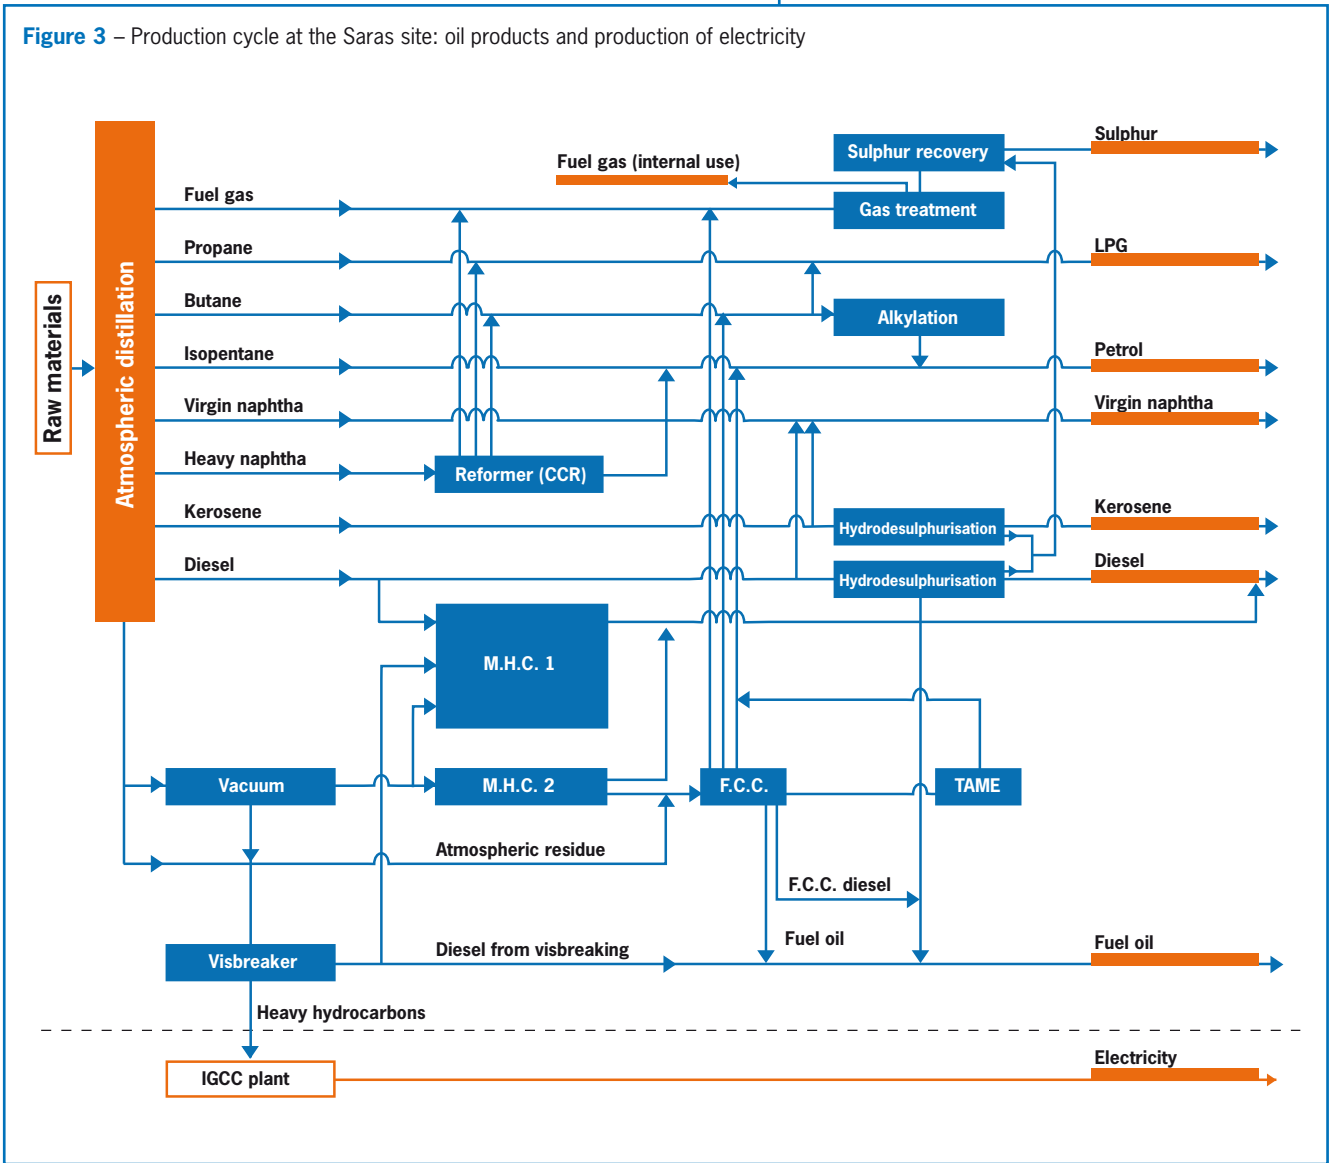 Figure 3 – Production cycle at the Saras site: oil products and production of electricity
Sulphur
Sulphur recovery
Fuel gas (internal use)
Fuel gas
Gas treatment
Propane
LPG
Butane
Alkylation
Isopentane
Petrol
Virgin naphtha
Virgin naphtha
Heavy naphtha
Reformer (CCR)
Kerosene
Kerosene
Hydrodesulphurisation
Diesel
Diesel
Hydrodesulphurisation
Raw materials
Atmospheric distillation
M.H.C. 1
Vacuum
M.H.C. 2
F.C.C.
TAME
Atmospheric residue
F.C.C. diesel
Fuel oil
Fuel oil
Diesel from visbreaking
Visbreaker
Heavy hydrocarbons
Electricity
IGCC plant